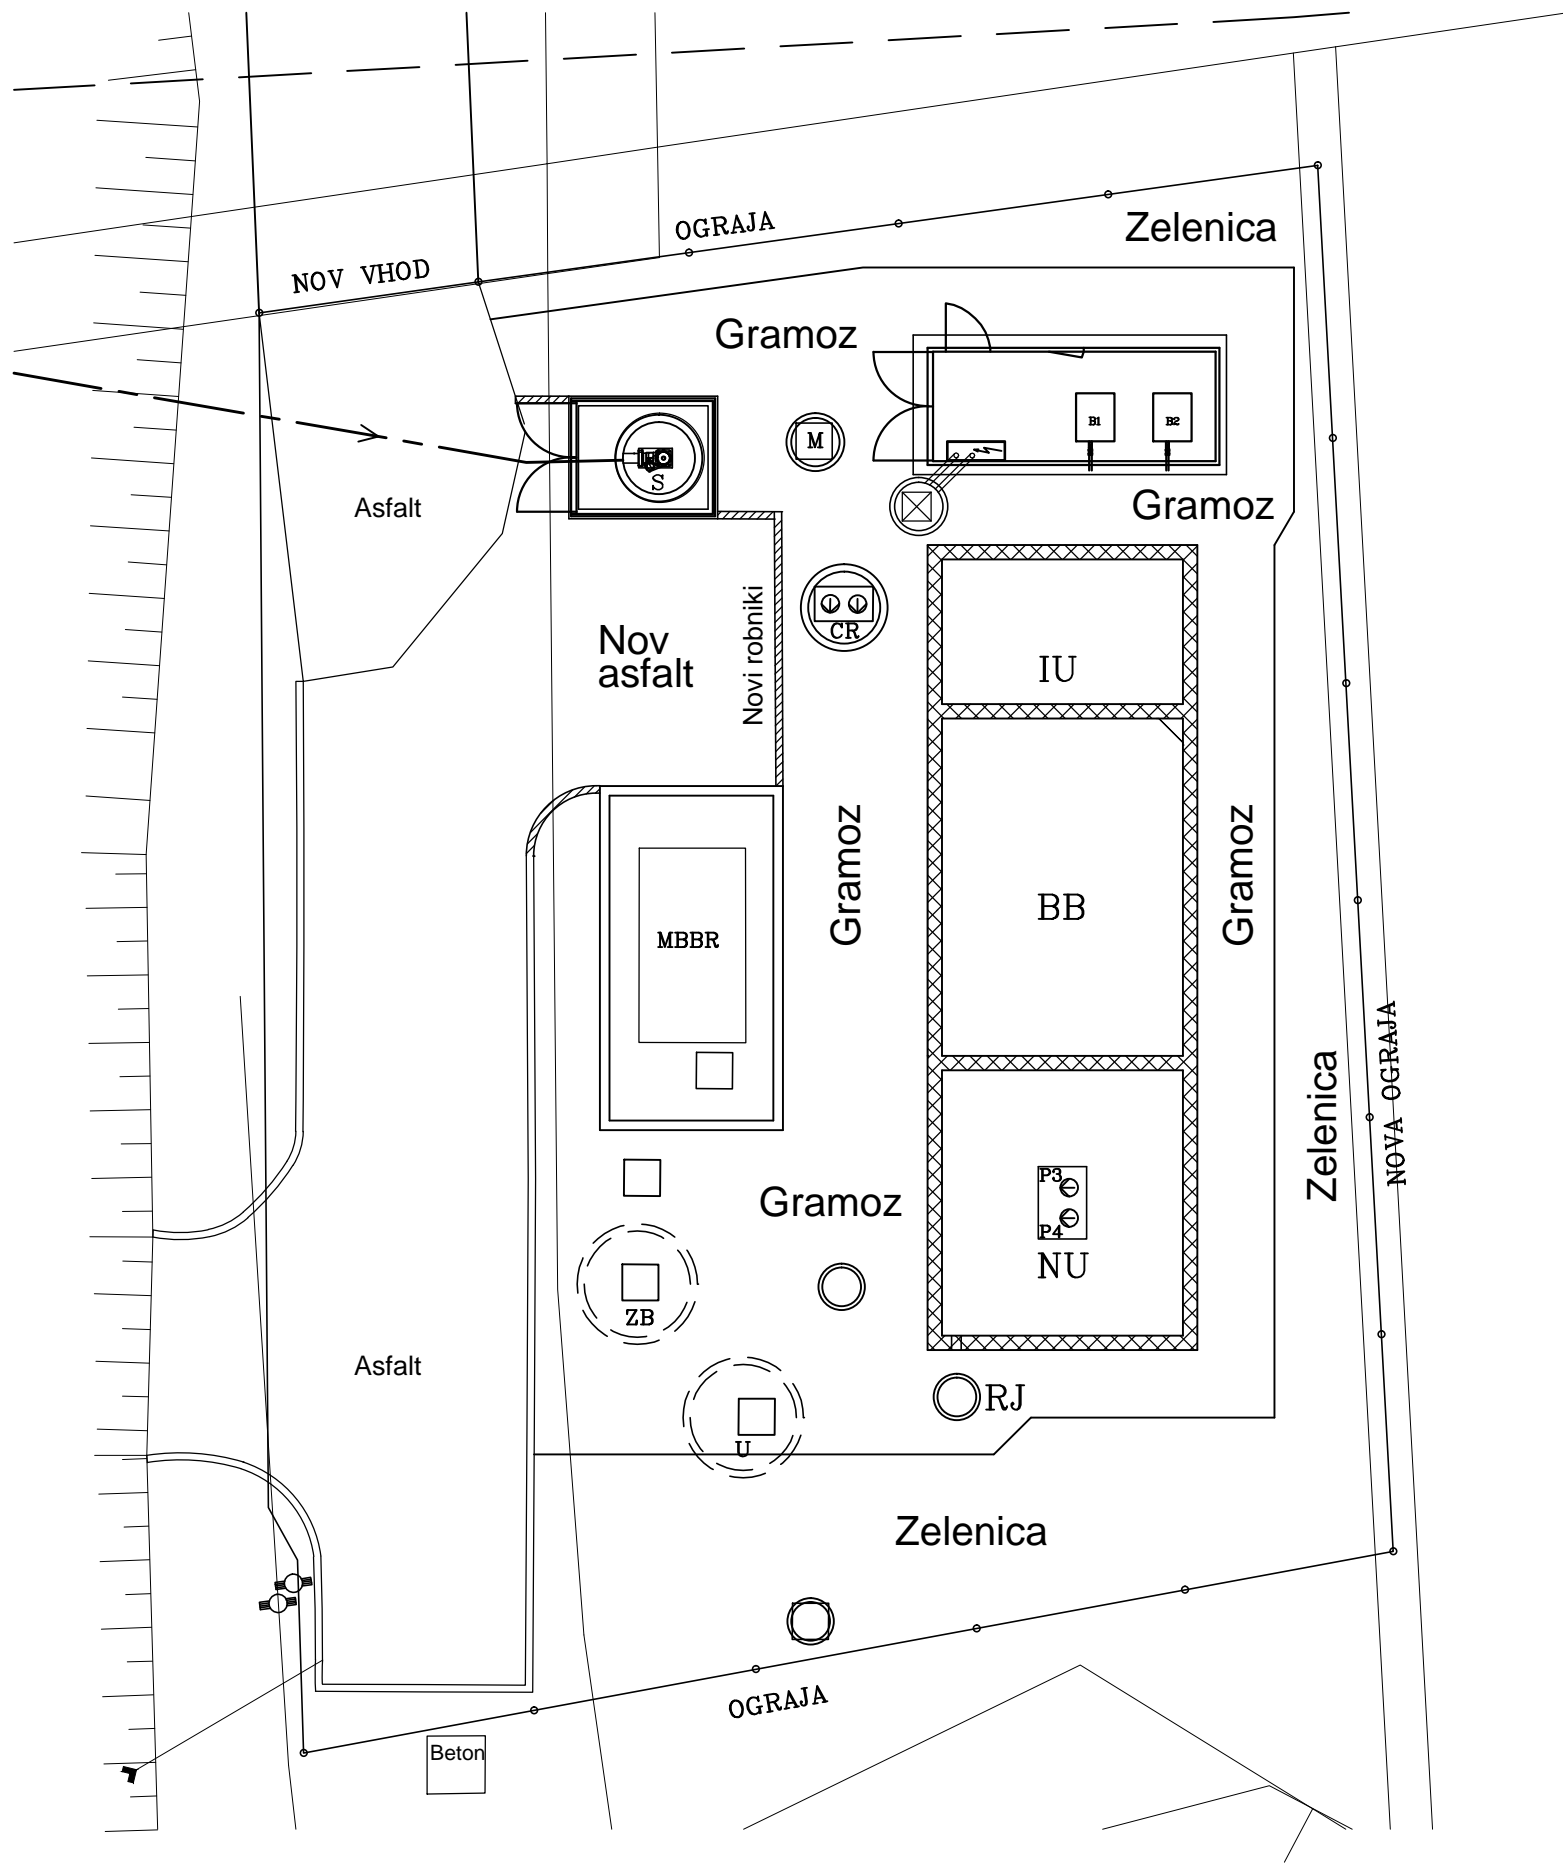 OGRAJA
Zelenica
NOV VHOD
Gramoz
M
B1
B2
S
Asfalt
Gramoz
CR
Nov
asfalt
Novi robniki
IU
Gramoz
Gramoz
BB
MBBR
NOVA OGRAJA
Zelenica
P3
Gramoz
P4
NU
ZB
Asfalt
RJ
U
Zelenica
OGRAJA
Beton